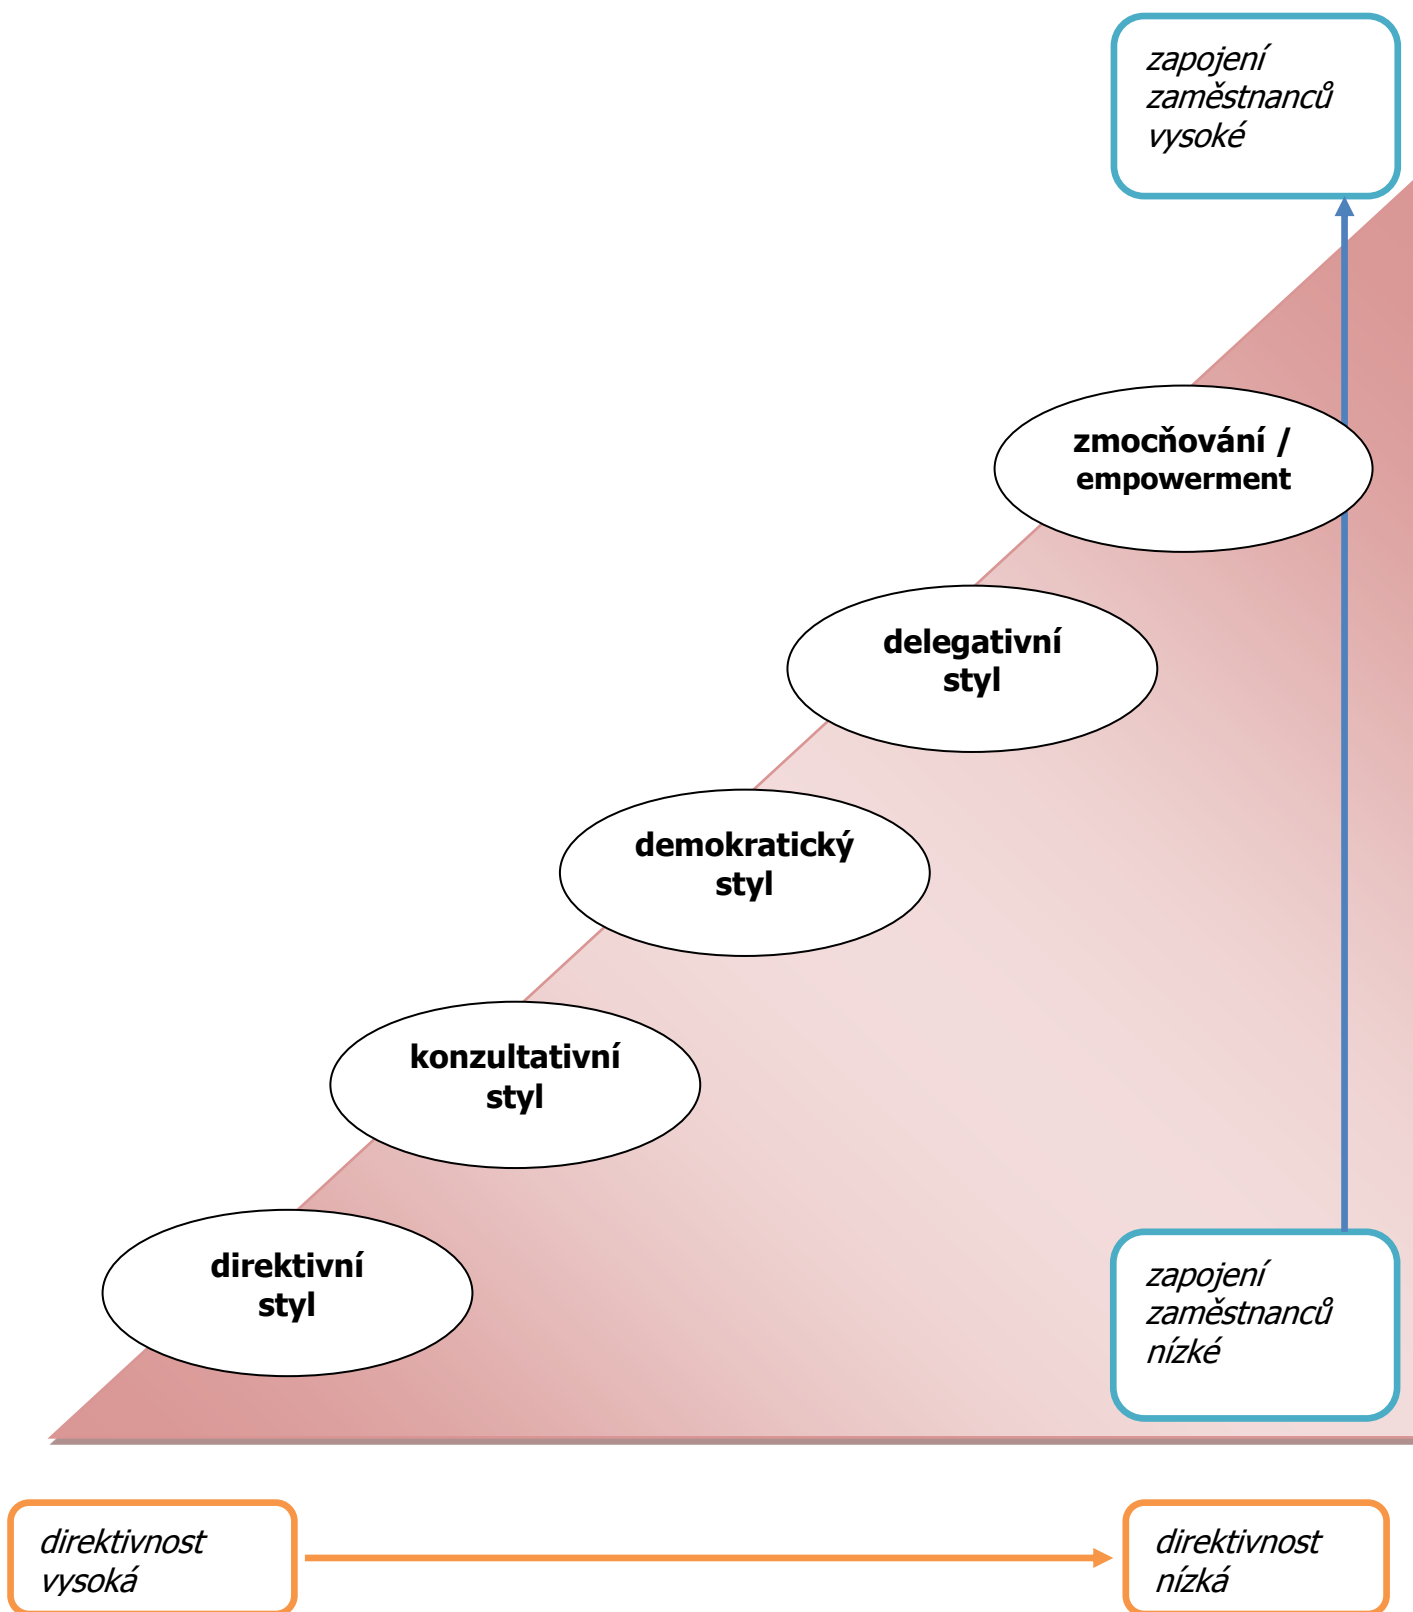 zapojení
zaměstnanců
vysoké
zmocňování /
empowerment
delegativní
styl
demokratický
styl
konzultativní
styl
direktivní
styl
zapojení
zaměstnanců
nízké
direktivnost
vysoká
direktivnost
nízká